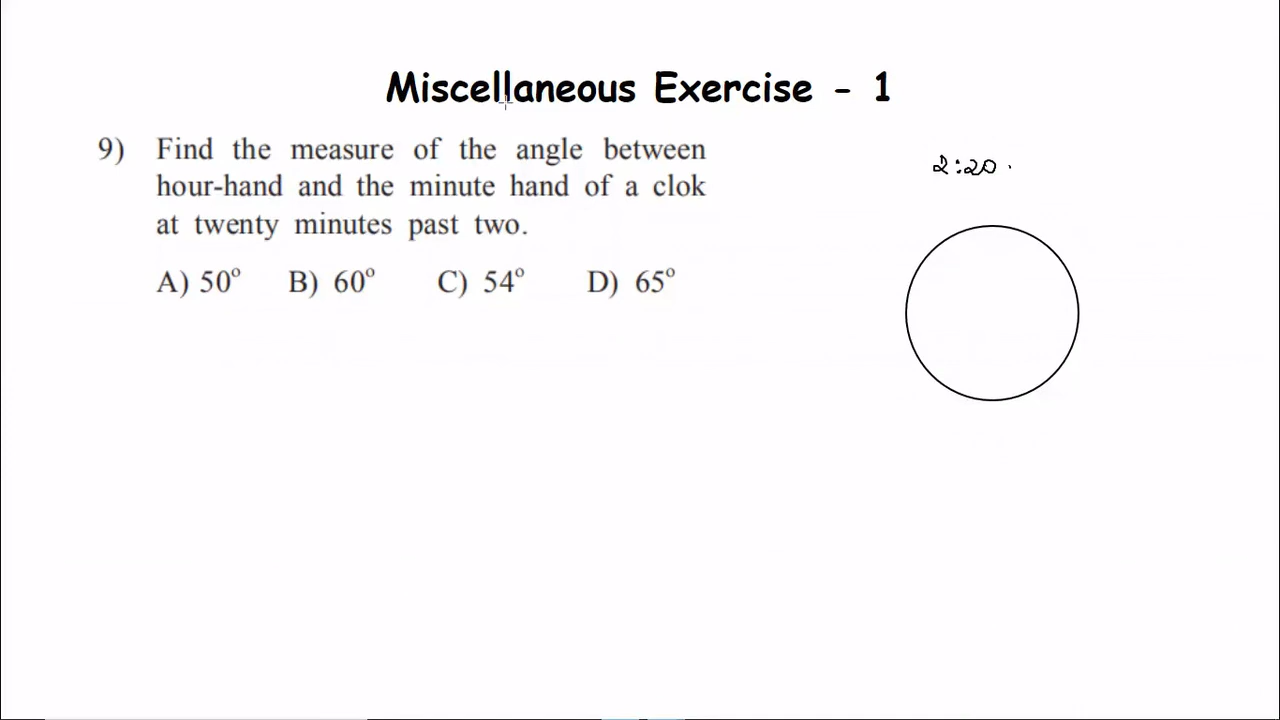 Miscellaneous Exercise - 1
9) Find the measure of the angle between
hour-hand and the minute hand of a clok
at twenty minutes past two.
A) 50° B) 60° C) 54° D) 65°
2:20